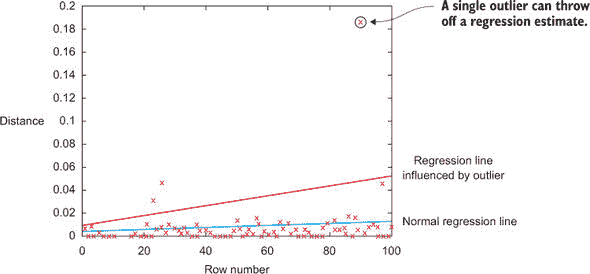 0.2
A single outlier can throw
off a regression estimate.
0.18
0.16
0.14
0.12
Distance
0.1
0.08
0.06
Regression line
influenced by outlier
0.04
0.02
Normal regression line
0
0
20
40
60
80
100
Row number